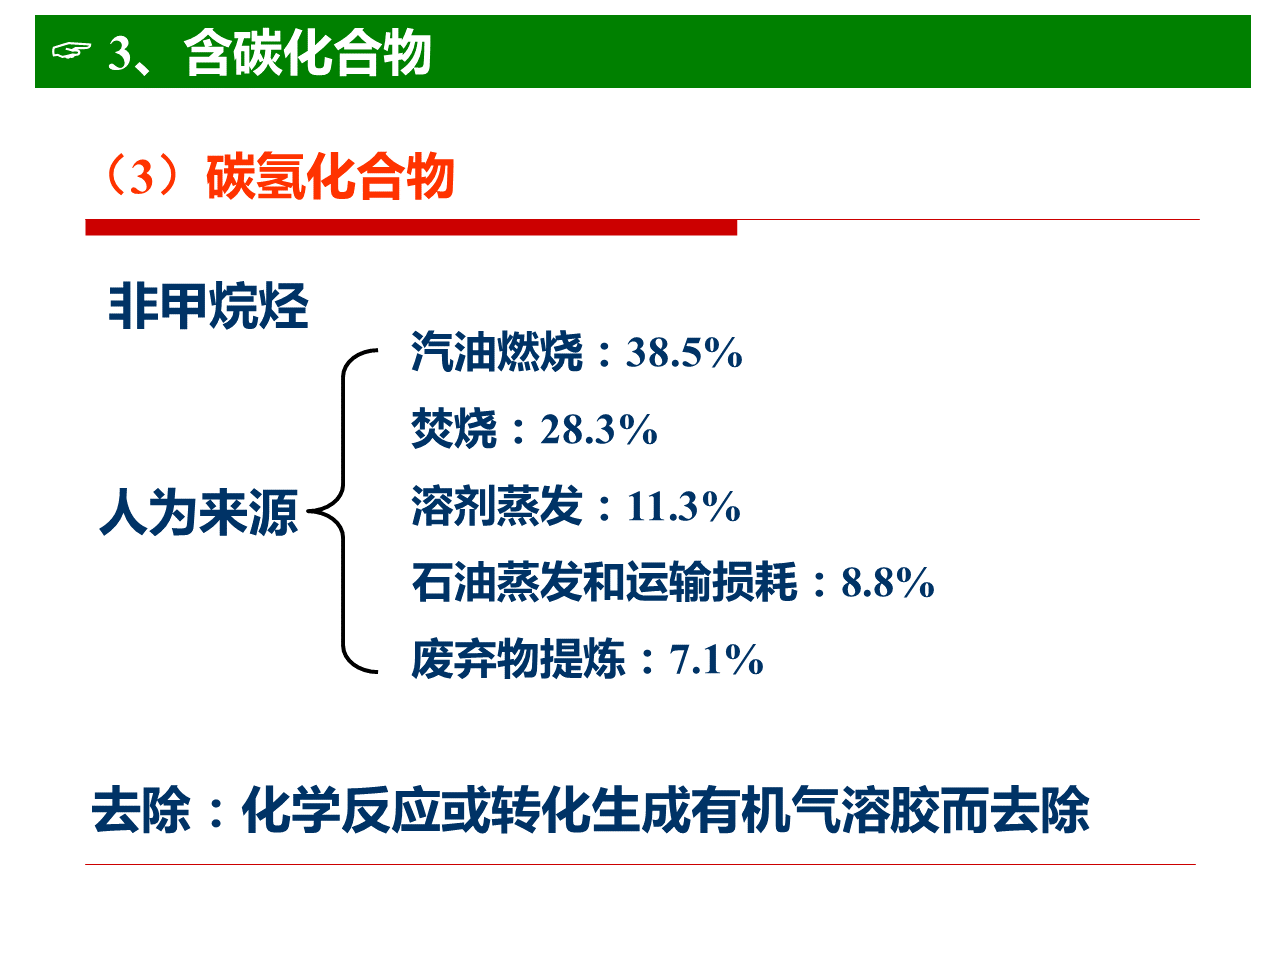 ☞ 3、含碳化合物
（3）碳氢化合物
非甲烷烃
人为来源
汽油燃烧：38.5%
焚烧：28.3%
溶剂蒸发：11.3%
石油蒸发和运输损耗：8.8%
废弃物提炼：7.1%
去除：化学反应或转化生成有机气溶胶而去除